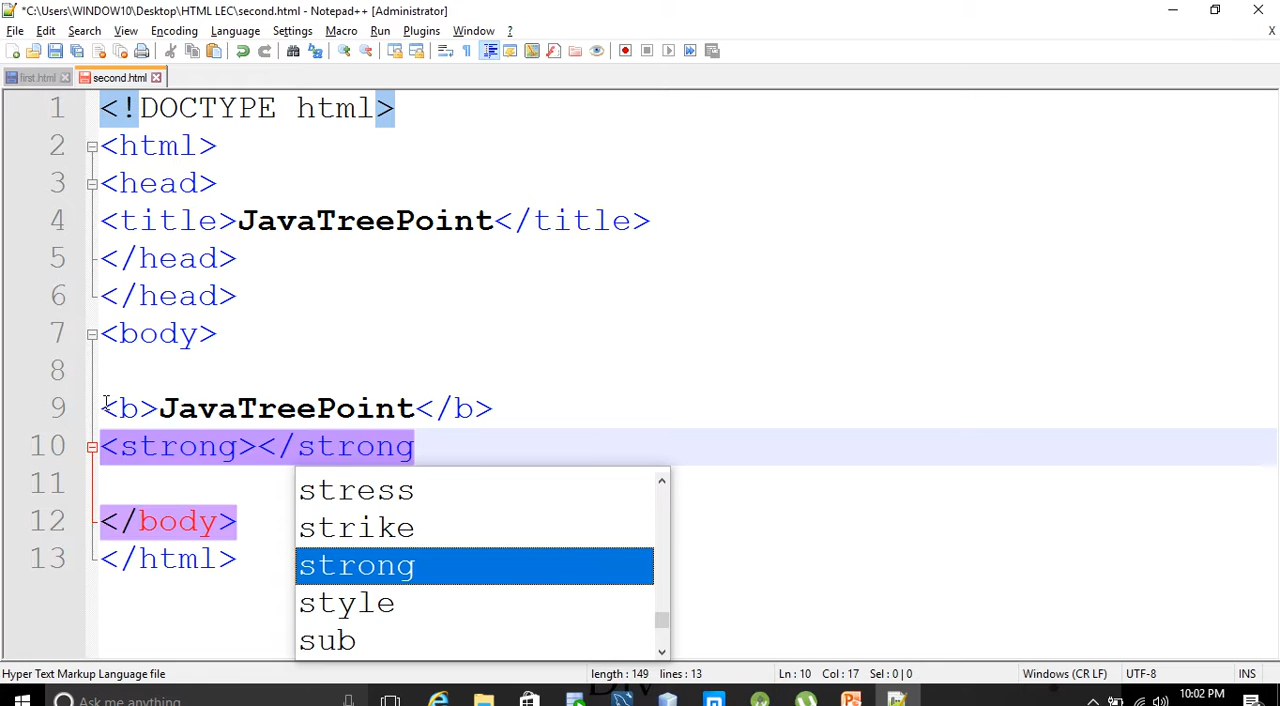 *C:\Users\WINDOW10\Desktop\HTML LEC\second.html - Notepad++ [Administrator]
File Edit Search View Encoding Language Settings Macro Run Plugins Window ? X
first.html second.html
1 <!DOCTYPE html>
2 <html>
3 <head>
4 <title>JavaTreePoint</title>
5 </head>
6 </head>
7 <body>
8
9 <b>JavaTreePoint</b>
10 <strong></strong
11 stress
strike
12 </body>
13 </html>
strong
style
sub
Hyper Text Markup Language file length : 149 lines : 13 Ln : 10 Col : 17 Sel : 0 | 0 Windows (CR LF) UTF-8 INS
Ask me anything 10:02 PM